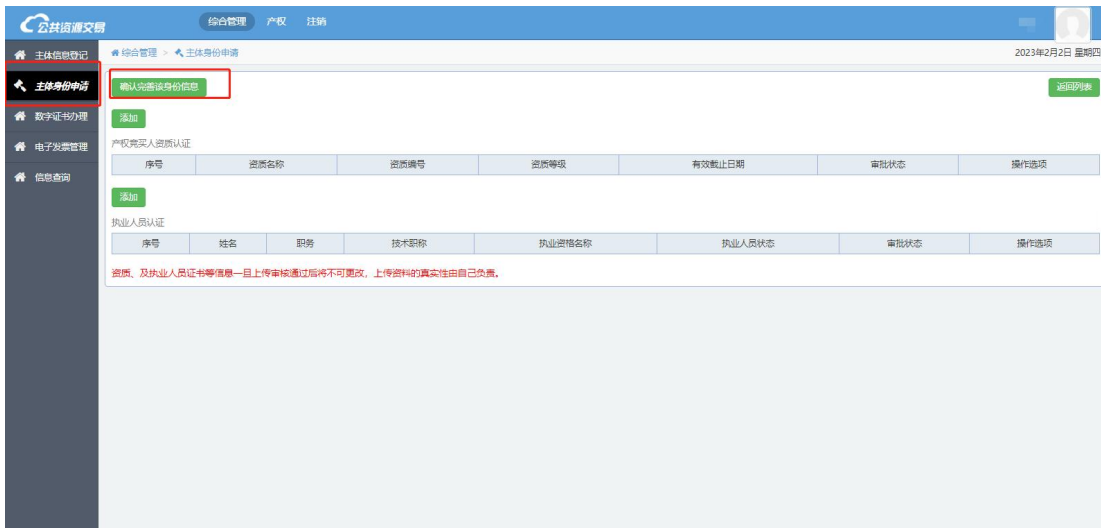 公共资源交易
综合管理 产权 注销
主体信息登记
主体身份申请
数字证书办理
电子发票管理
信息查询
综合管理 > 主体身份申请
2023年2月2日 星期四
确认完善该身份信息
返回列表
添加
产权竞买人资质认证
序号 资质名称 资质编号 资质等级 有效截止日期 审批状态 操作选项
添加
执业人员认证
序号 姓名 职务 技术职称 执业资格名称 执业人员状态 审批状态 操作选项
资质、及执业人员证书等信息一旦上传审核通过后将不可更改，上传资料的真实性由自己负责。